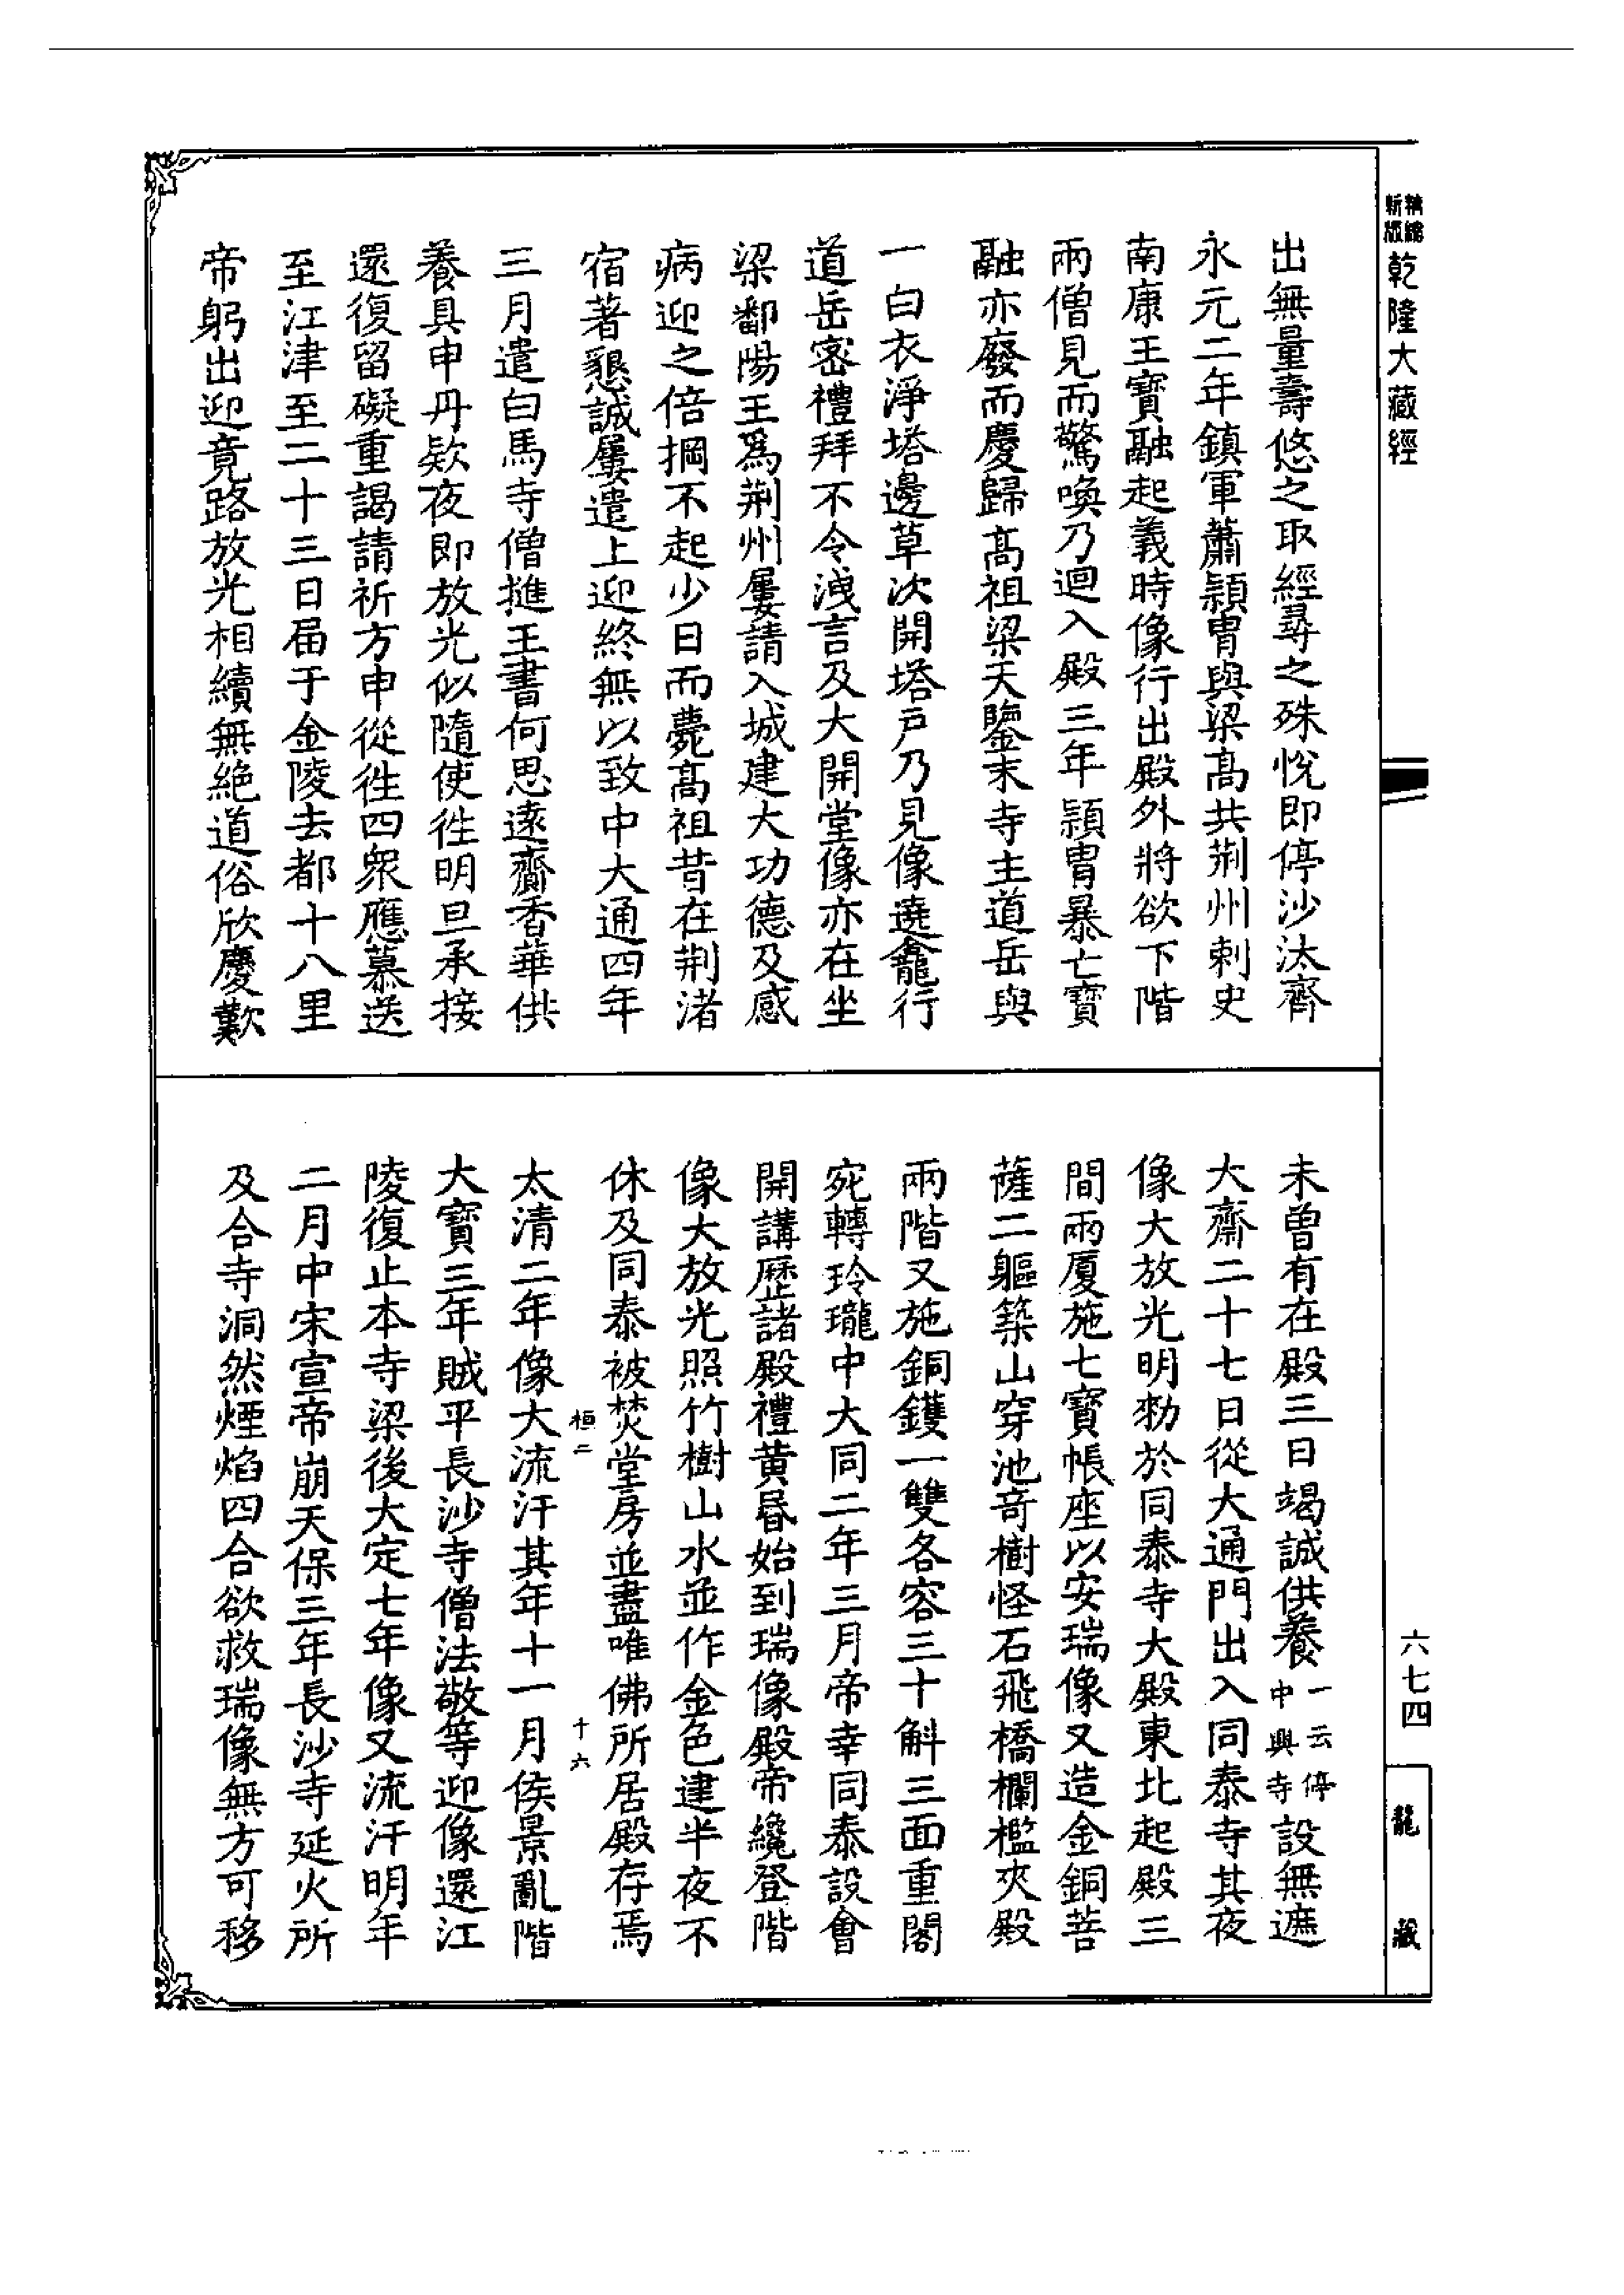 精縮新版乾隆大藏經
出無量壽悠之取經尋之殊悅即停沙汰齊
永元二年鎮軍蕭頴冑與梁髙共荆州剌史
南康王寶融起義時像行出殿外將欲下階
兩僧見而驚喚乃迴入殿三年頴冑暴亡寶
融亦廢而慶歸髙祖梁天鑒末寺主道岳與
一白衣淨塔邊草次開塔戸乃見像遶龕行
道岳密禮拜不令洩言及大開堂像亦在坐
梁鄱陽王爲荆州屢請入城建大功德及感
病迎之倍掆不起少日而薨髙祖昔在荆渚
宿著懇誠屢遣上迎終無以致中大通四年
三月遣白馬寺僧璡王書何思逺齎香華供
養具申丹欵夜即放光似隨使徃明旦承接
還復留礙重謁請祈方申從徃四衆應慕送
至江津至二十三日届于金陵去都十八里
帝躬出迎竟路放光相續無絶道俗欣慶歎
未曽有在殿三日竭誠供養一云停中興寺設無遮
大齋二十七日從大通門出入同泰寺其夜
像大放光明勑於同泰寺大殿東北起殿三
間兩厦施七寶帳座以安瑞像又造金銅菩
薩二軀築山穿池竒樹怪石飛橋欄檻夾殿
兩階又施銅鑊一雙各容三十斛三面重閣
宛轉玲瓏中大同二年三月帝幸同泰設會
開講歷諸殿禮黄昏始到瑞像殿帝纔登階
像大放光照竹樹山水並作金色建半夜不
休及同泰被焚堂房並盡唯佛所居殿存焉
桓二
十六
太清二年像大流汗其年十一月侯景亂階
大寶三年賊平長沙寺僧法敬等迎像還江
陵復止本寺梁後大定七年像又流汗明年
二月中宋宣帝崩天保三年長沙寺延火所
及合寺洞然煙焰四合欲救瑞像無方可移
六七四
龍藏